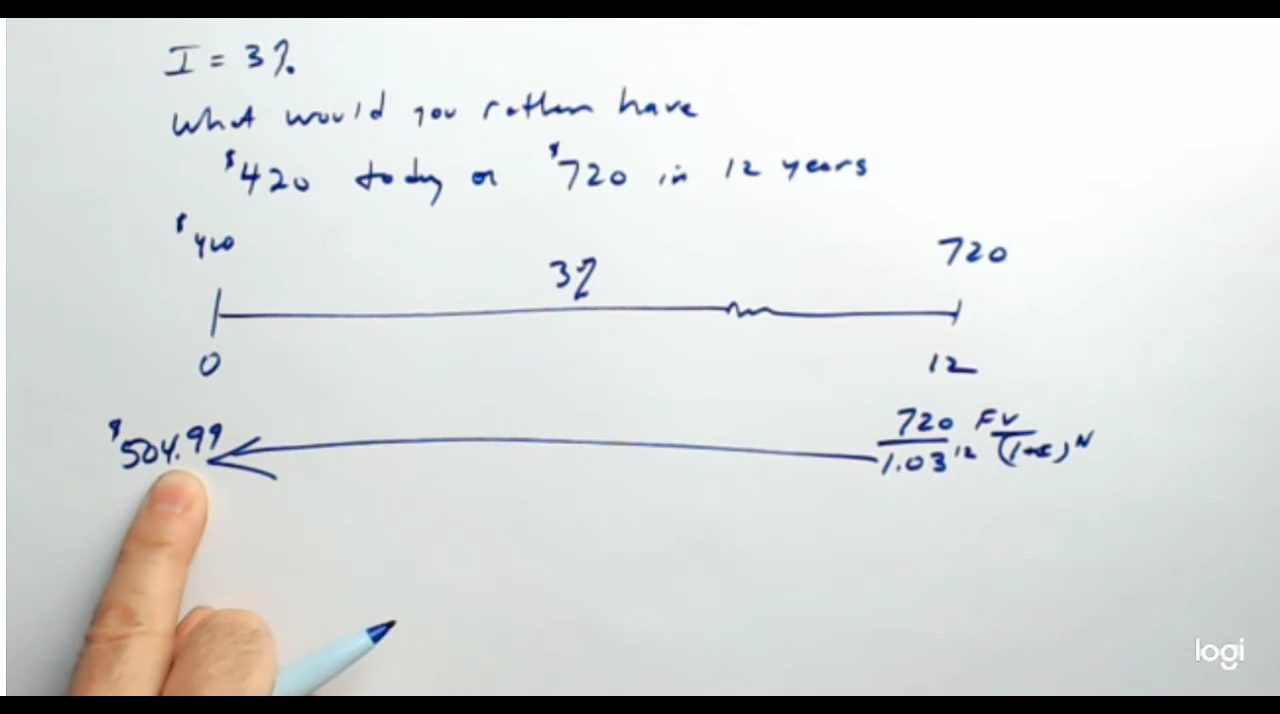 I = 3%
What would you rather have
$420 today or $720 in 12 years
$420
720
3%
0
12
$504.99
720 FV
1.03^12 (1+I)^N
logi